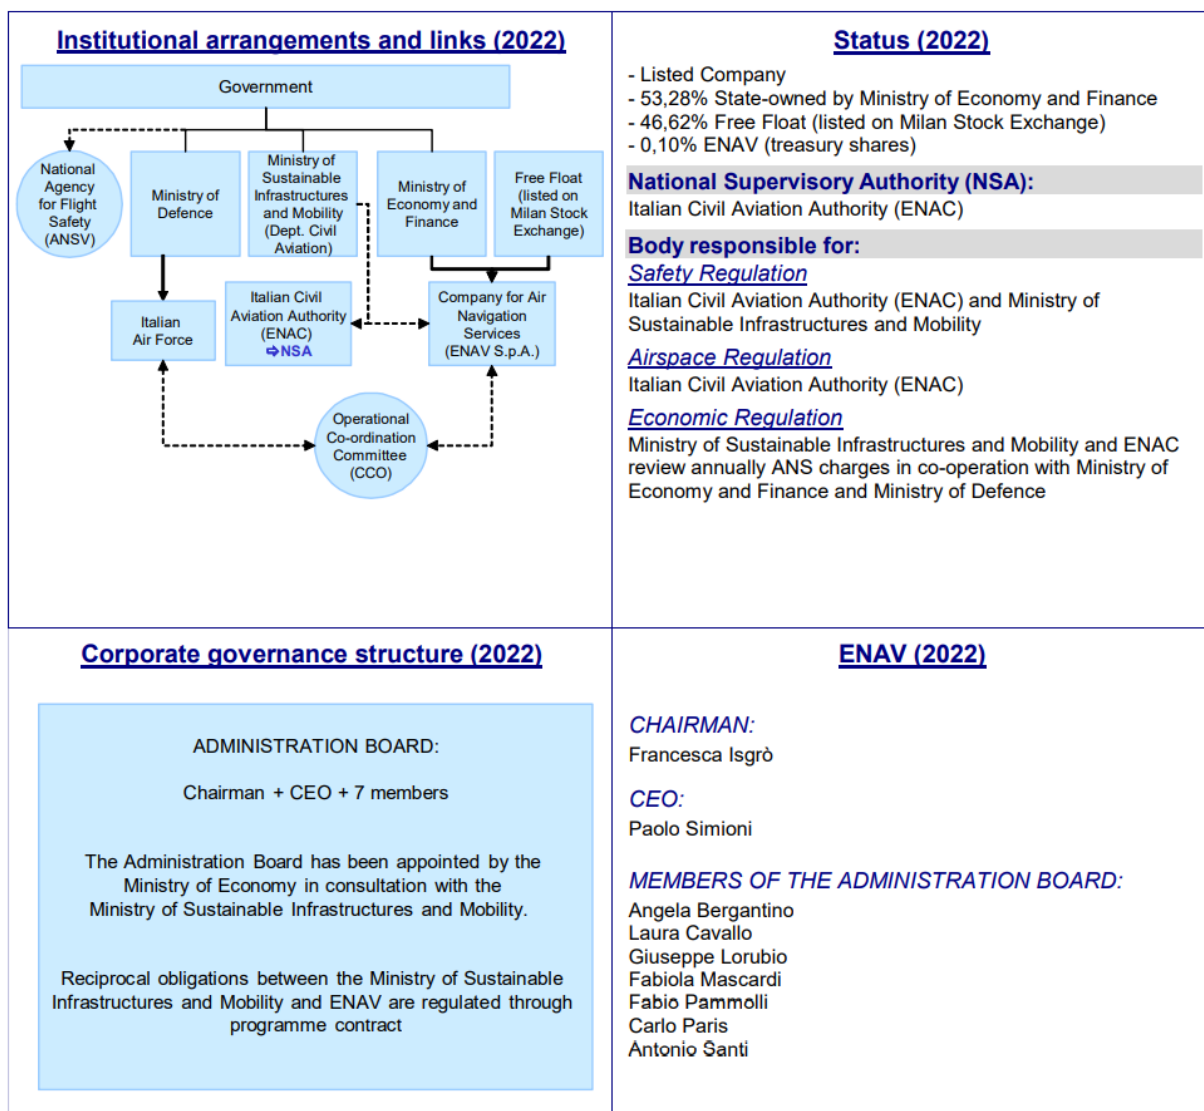 Institutional arrangements and links (2022)
Government
National
Agency
for Flight
Safety
(ANSV)
Ministry of
Defence
Ministry of
Sustainable
Infrastructures
and Mobility
(Dept. Civil
Aviation)
Ministry of
Economy and
Finance
Free Float
(listed on
Milan Stock
Exchange)
Italian
Air Force
Italian Civil
Aviation Authority
(ENAC)
⇨NSA
Company for Air
Navigation
Services
(ENAV S.p.A.)
Operational
Co-ordination
Committee
(CCO)
Status (2022)
- Listed Company
- 53,28% State-owned by Ministry of Economy and Finance
- 46,62% Free Float (listed on Milan Stock Exchange)
- 0,10% ENAV (treasury shares)
National Supervisory Authority (NSA):
Italian Civil Aviation Authority (ENAC)
Body responsible for:
Safety Regulation
Italian Civil Aviation Authority (ENAC) and Ministry of
Sustainable Infrastructures and Mobility
Airspace Regulation
Italian Civil Aviation Authority (ENAC)
Economic Regulation
Ministry of Sustainable Infrastructures and Mobility and ENAC
review annually ANS charges in co-operation with Ministry of
Economy and Finance and Ministry of Defence
Corporate governance structure (2022)
ADMINISTRATION BOARD:
Chairman + CEO + 7 members
The Administration Board has been appointed by the
Ministry of Economy in consultation with the
Ministry of Sustainable Infrastructures and Mobility.
Reciprocal obligations between the Ministry of Sustainable
Infrastructures and Mobility and ENAV are regulated through
programme contract
ENAV (2022)
CHAIRMAN:
Francesca Isgrò
CEO:
Paolo Simioni
MEMBERS OF THE ADMINISTRATION BOARD:
Angela Bergantino
Laura Cavallo
Giuseppe Lorubio
Fabiola Mascardi
Fabio Pammolli
Carlo Paris
Antonio Santi